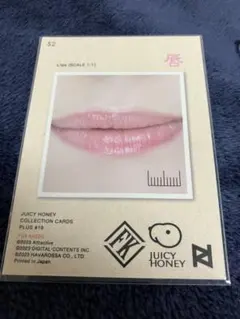 52
唇
Lips (SCALE 1:1)
JUICY HONEY
COLLECTION CARDS
PLUS #19
©2023 Attractive
©2023 DIGITAL CONTENTS INC.
©2023 HAVAROSSA CO., LTD.
Printed in Japan
JUICY
HONEY